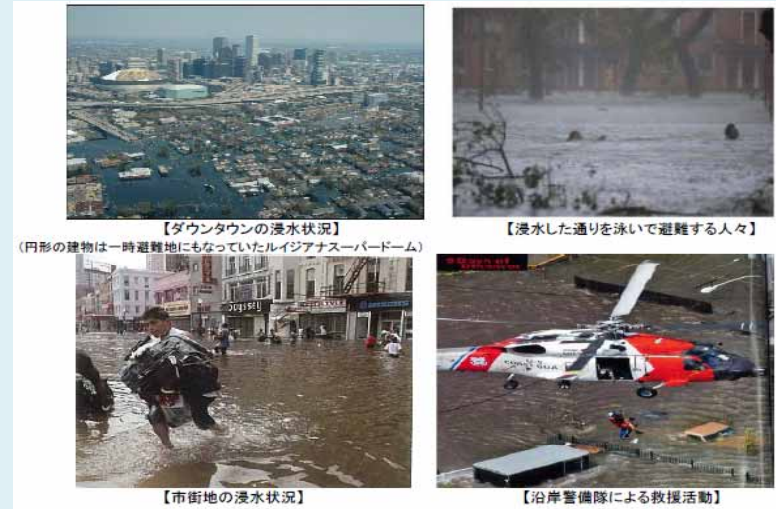 【ダウンタウンの浸水状況】
(円形の建物は一時避難地にもなっていたルイジアナスーパードーム)
【浸水した通りを泳いで避難する人々】
Odyssey
COAST GUA
【市街地の浸水状況】
【沿岸警備隊による救援活動】